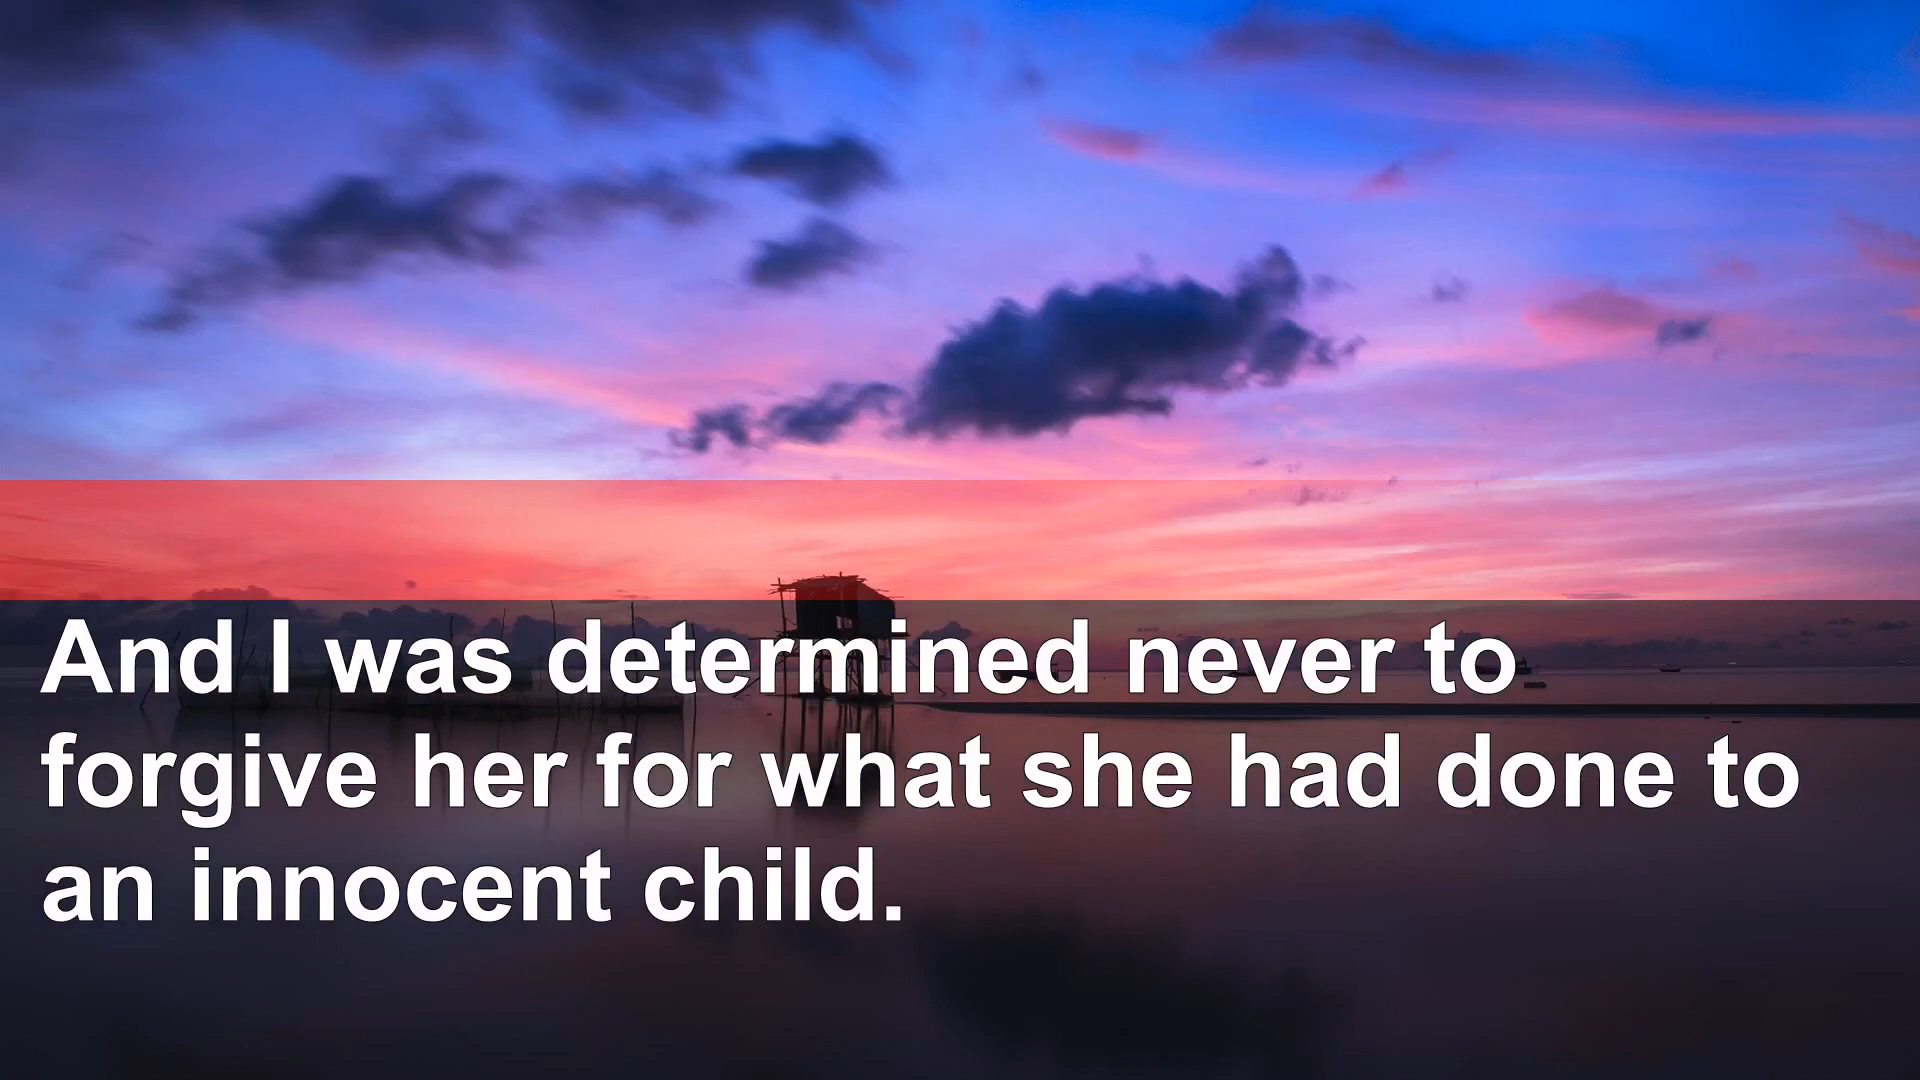 And I was determined never to
forgive her for what she had done to
an innocent child.